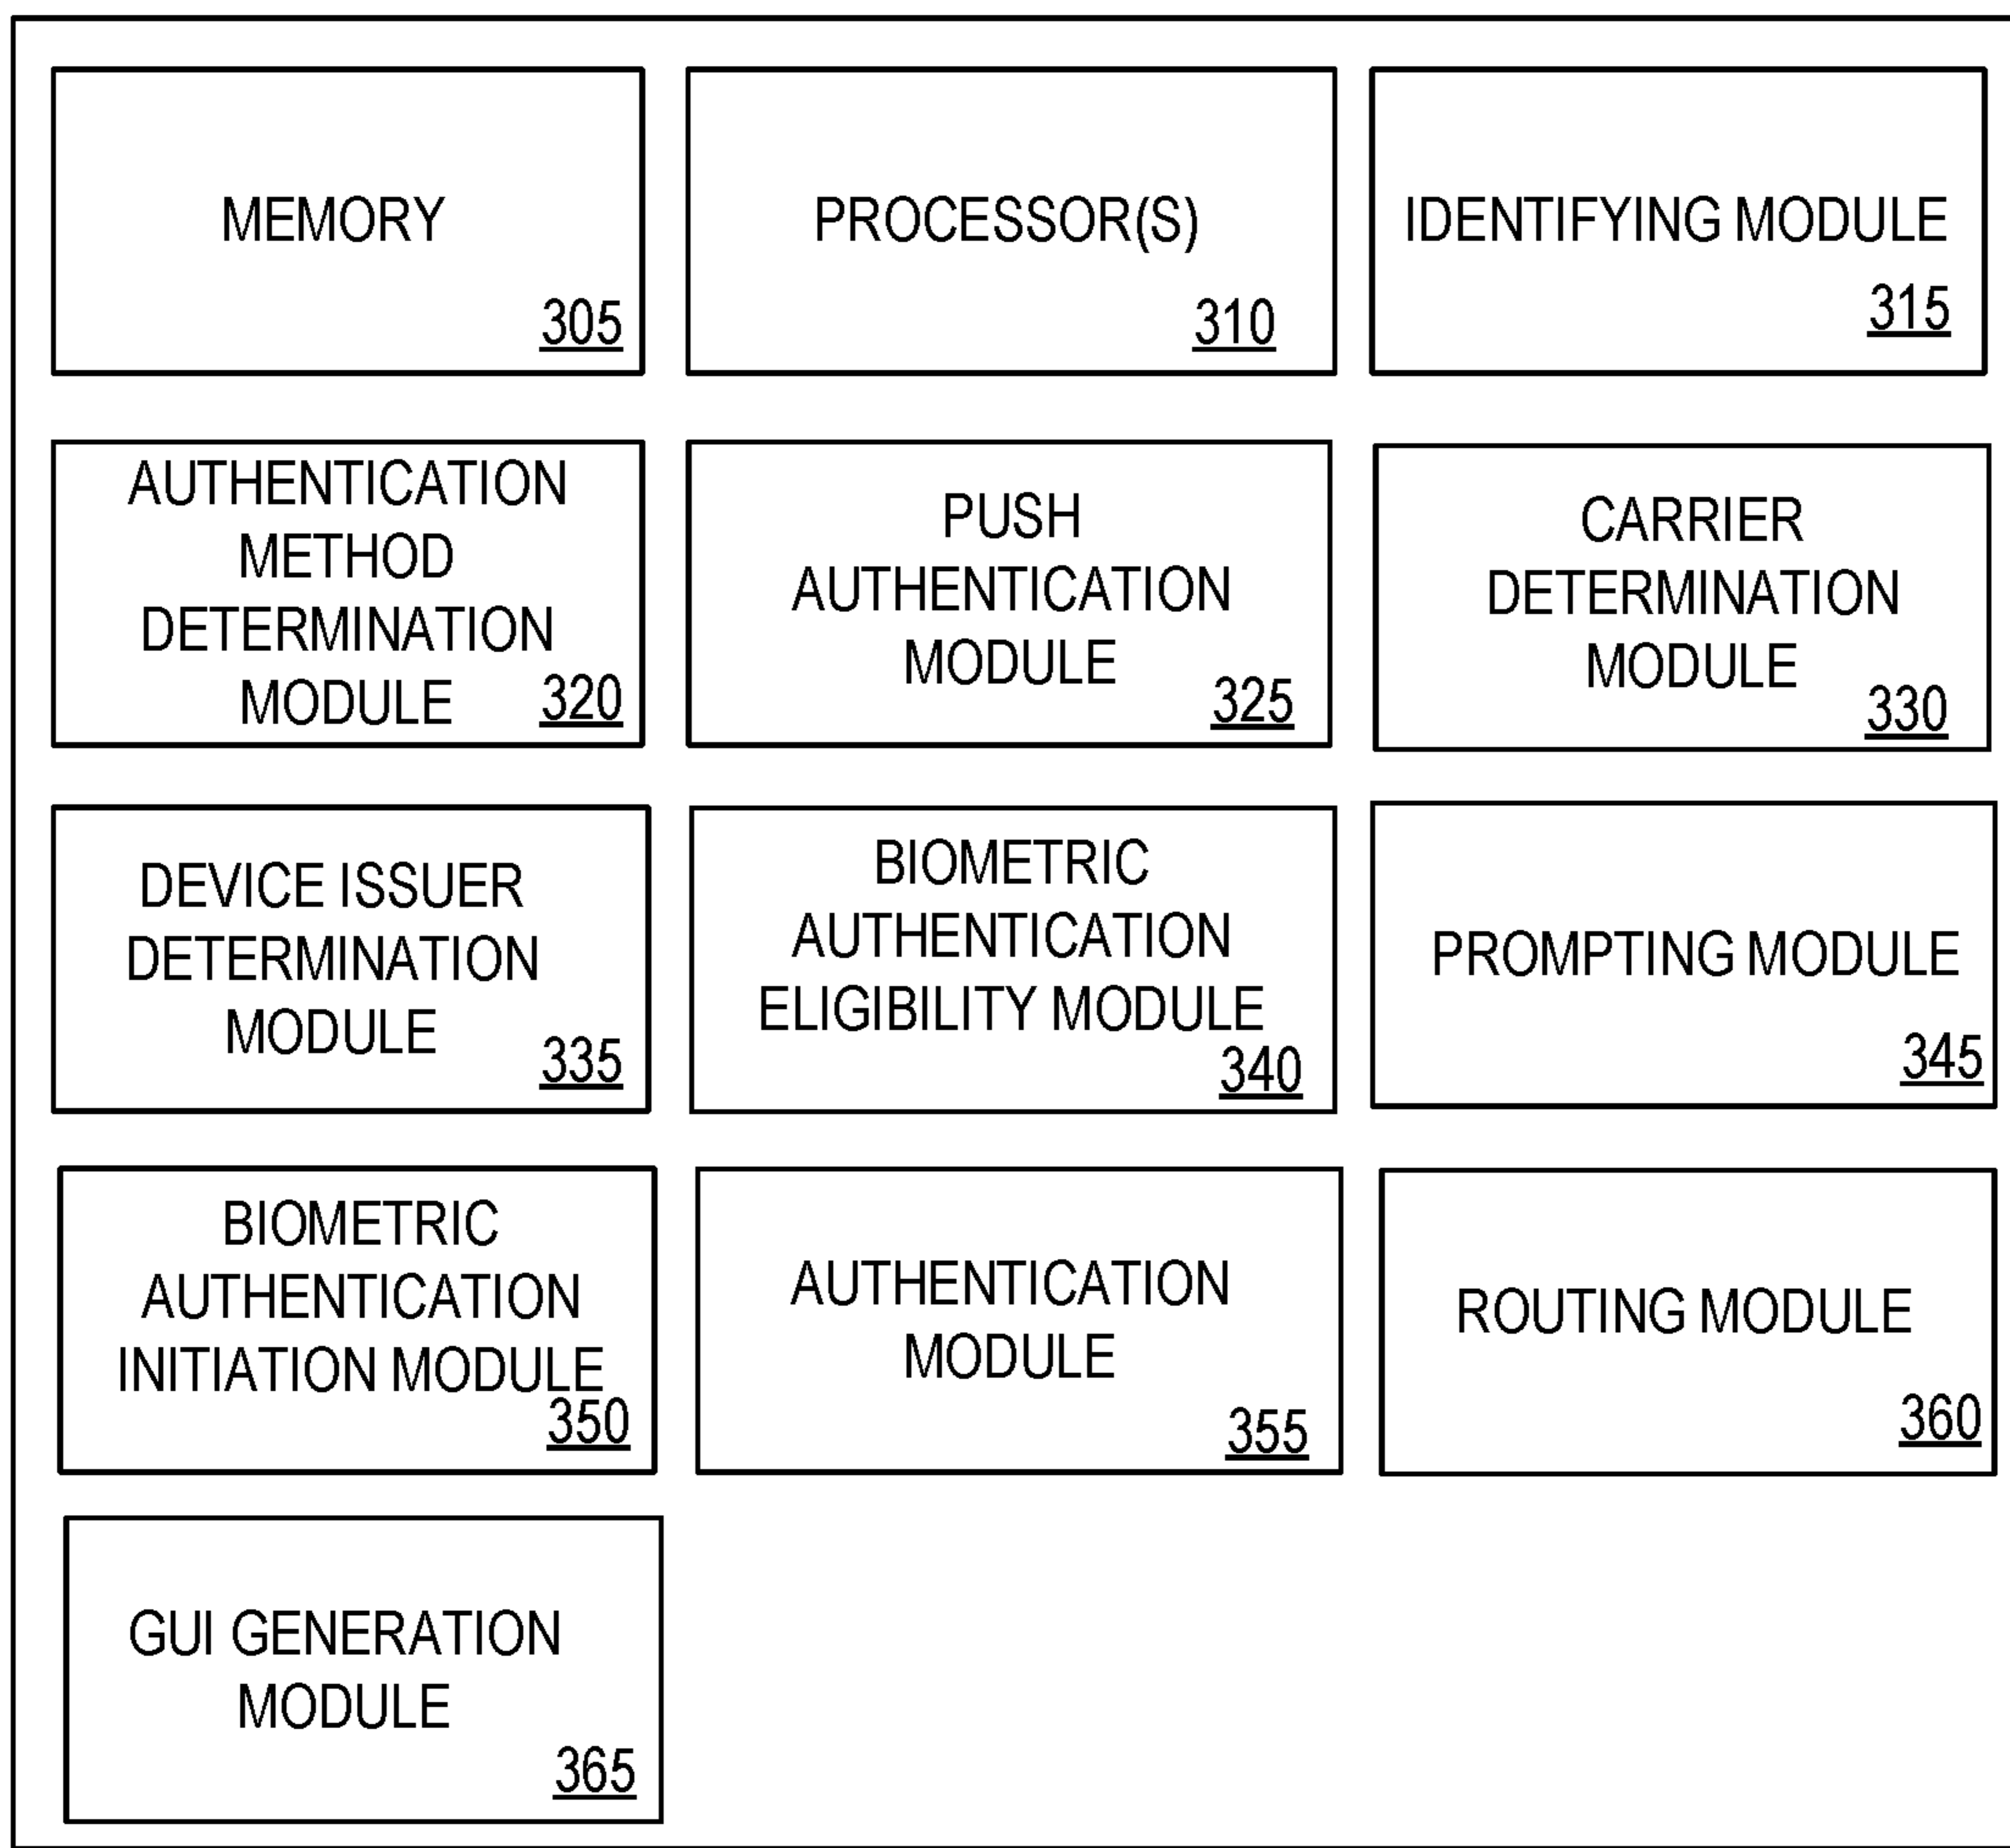 MEMORY
305
PROCESSOR(S)
310
IDENTIFYING MODULE
315
AUTHENTICATION
METHOD
DETERMINATION
MODULE
320
PUSH
AUTHENTICATION
MODULE
325
CARRIER
DETERMINATION
MODULE
330
DEVICE ISSUER
DETERMINATION
MODULE
335
BIOMETRIC
AUTHENTICATION
ELIGIBILITY MODULE
340
PROMPTING MODULE
345
BIOMETRIC
AUTHENTICATION
INITIATION MODULE
350
AUTHENTICATION
MODULE
355
ROUTING MODULE
360
GUI GENERATION
MODULE
365